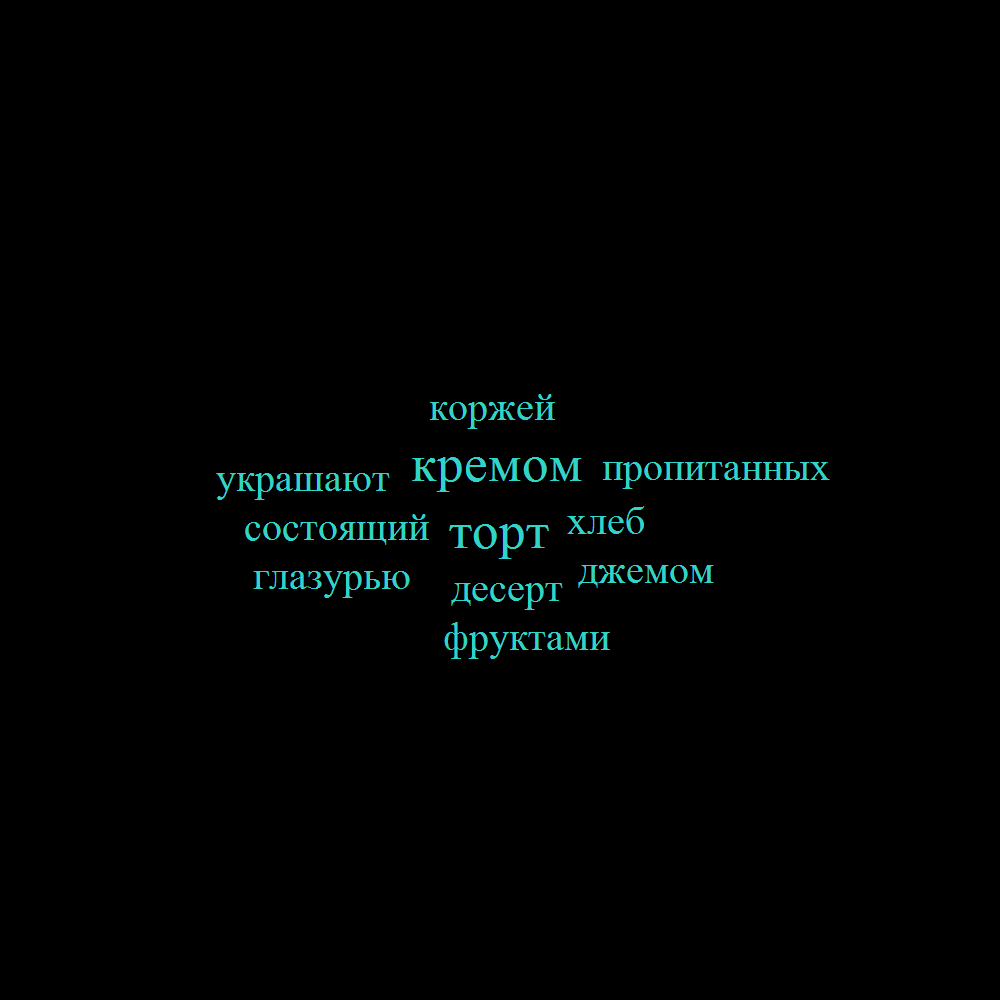 коржей
украшают кремом пропитанных
состоящий торт хлеб
глазурью десерт джемом
фруктами